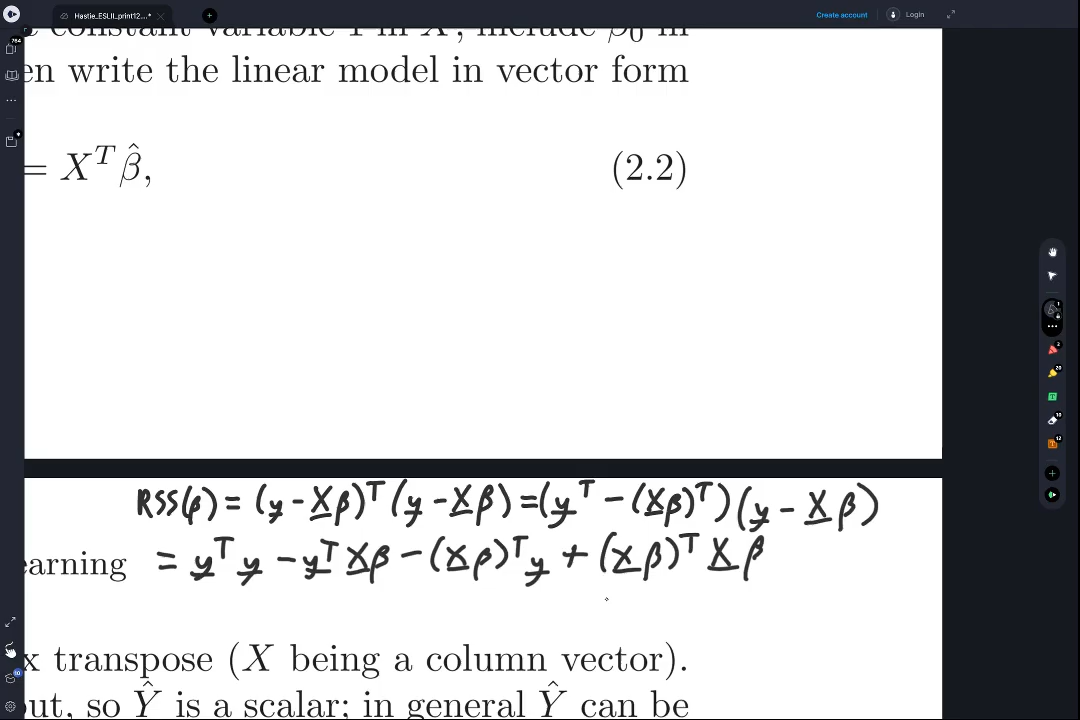 Hastie_ESLII_print12...*
Create account
Login
en write the linear model in vector form
= X^T β̂, (2.2)
RSS(β) = (y - Xβ)^T (y - Xβ) = (y^T - (Xβ)^T) (y - Xβ)
= y^T y - y^T Xβ - (Xβ)^T y + (Xβ)^T Xβ
earning
x transpose (X being a column vector).
out, so Ŷ is a scalar; in general Ŷ can be